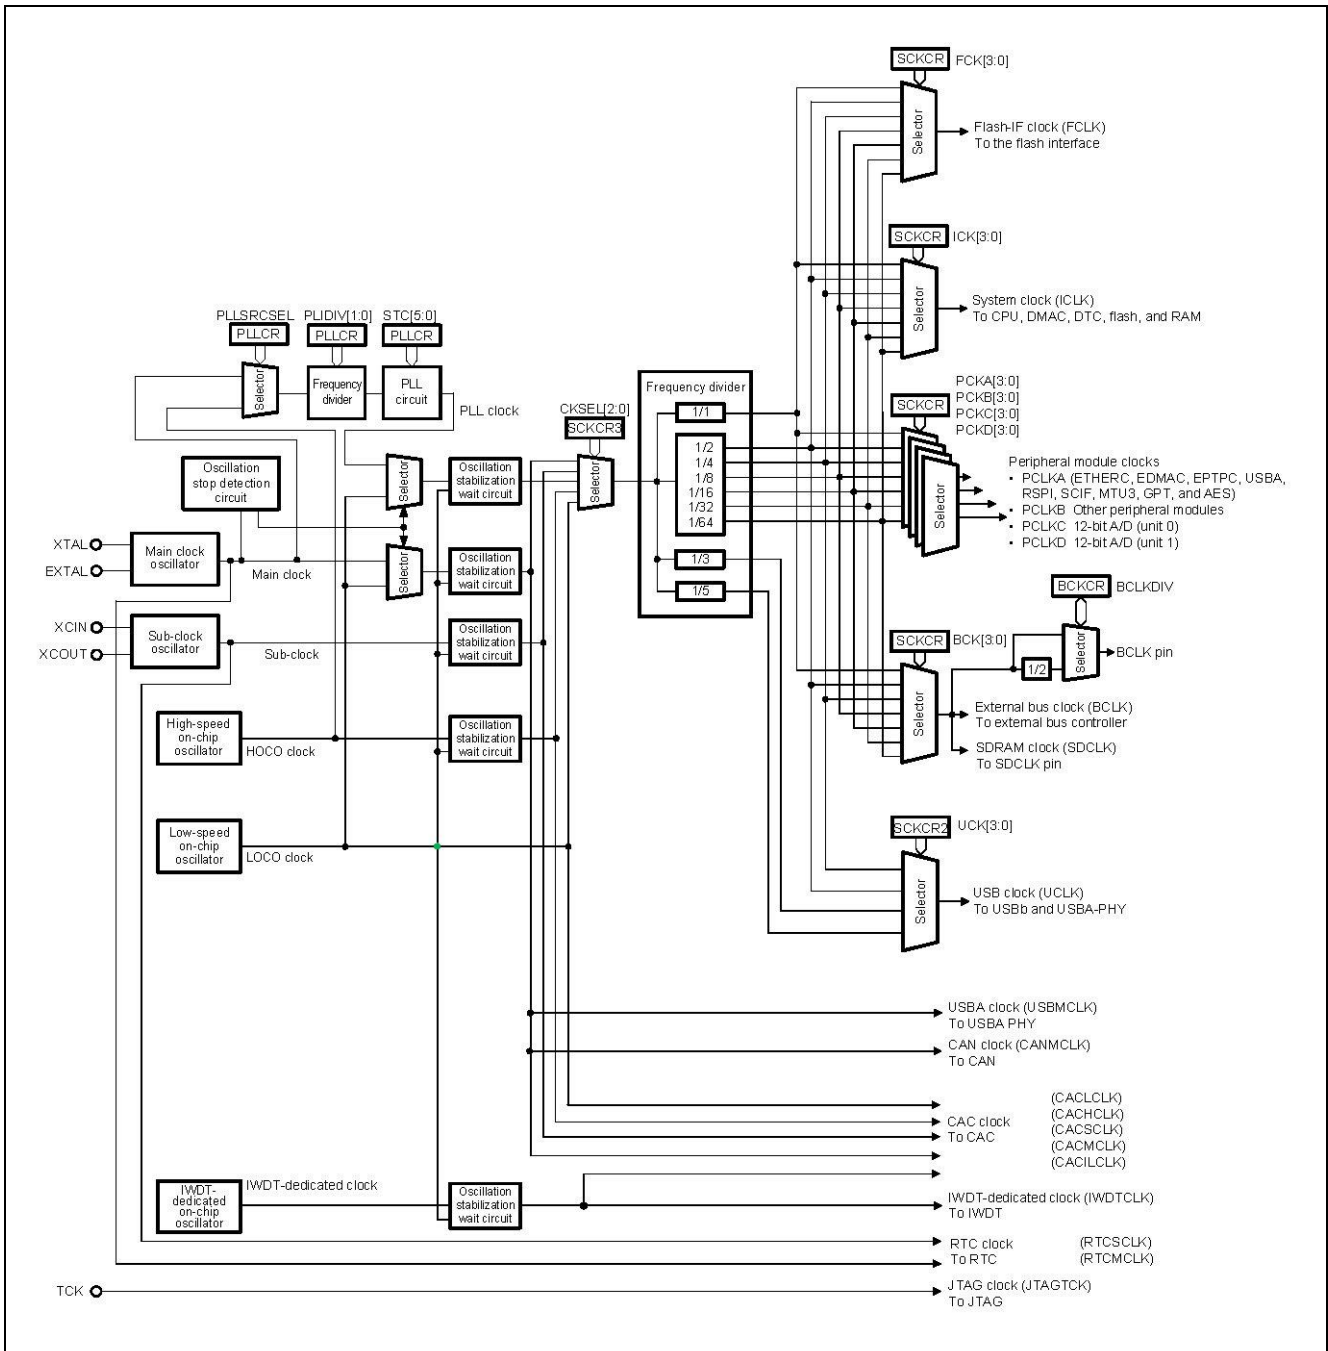 SCKCR FCK[3:0]
Selector
Flash-IF clock (FCLK)
To the flash interface
SCKCR ICK[3:0]
Selector
System clock (ICLK)
To CPU, DMAC, DTC, flash, and RAM
PLLSRCSEL PLIDIV[1:0] STC[5:0]
PLLCR PLLCR PLLCR
Selector
Frequency
divider
PLL
circuit
PLL clock
CKSEL[2:0]
SCKCR3
Selector
Frequency divider
1/1
1/2
1/4
1/8
1/16
1/32
1/64
1/3
1/5
PCKA[3:0]
PCKB[3:0]
PCKC[3:0]
PCKD[3:0]
SCKCR
Selector
Peripheral module clocks
• PCLKA (ETHERC, EDMAC, EPTPC, USBA,
RSPI, SCIF, MTU3, GPT, and AES)
• PCLKB Other peripheral modules
• PCLKC 12-bit A/D (unit 0)
• PCLKD 12-bit A/D (unit 1)
Oscillation
stop detection
circuit
Selector
Oscillation
stabilization
wait circuit
XTAL
EXTAL
Main clock
oscillator
Main clock
Selector
Oscillation
stabilization
wait circuit
XCIN
XCOUT
Sub-clock
oscillator
Sub-clock
Oscillation
stabilization
wait circuit
BCKCR BCLKDIV
Selector
1/2
BCLK pin
SCKCR BCK[3:0]
Selector
External bus clock (BCLK)
To external bus controller
SDRAM clock (SDCLK)
To SDCLK pin
High-speed
on-chip
oscillator
HOCO clock
Oscillation
stabilization
wait circuit
Low-speed
on-chip
oscillator
LOCO clock
SCKCR2 UCK[3:0]
Selector
USB clock (UCLK)
To USBb and USBA-PHY
USBA clock (USBMCLK)
To USBA PHY
CAN clock (CANMCLK)
To CAN
(CACLCLK)
CAC clock (CACHCLK)
To CAC (CACSCLK)
(CACMCLK)
(CACILCLK)
IWDT-
dedicated
on-chip
oscillator
IWDT-dedicated clock
Oscillation
stabilization
wait circuit
IWDT-dedicated clock (IWDTCLK)
To IWDT
RTC clock (RTCSCLK)
To RTC (RTCMCLK)
TCK
JTAG clock (JTAGTCK)
To JTAG